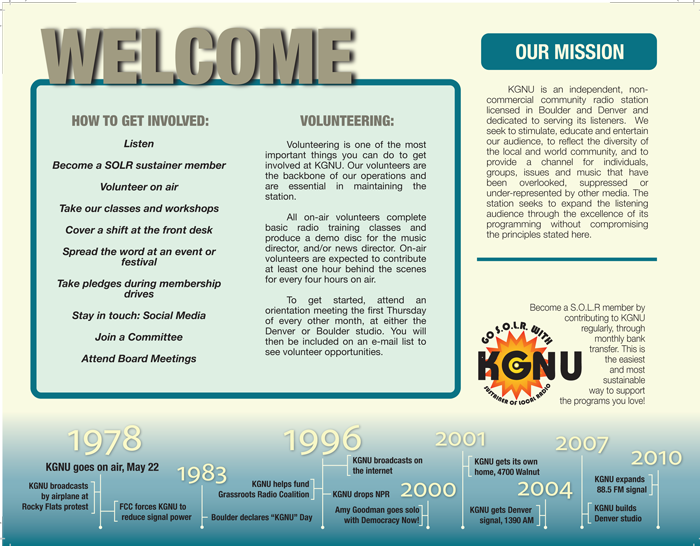 WELCOME
HOW TO GET INVOLVED:
Listen
Become a SOLR sustainer member
Volunteer on air
Take our classes and workshops
Cover a shift at the front desk
Spread the word at an event or
festival
Take pledges during membership
drives
Stay in touch: Social Media
Join a Committee
Attend Board Meetings
VOLUNTEERING:
Volunteering is one of the most
important things you can do to get
involved at KGNU. Our volunteers are
the backbone of our operations and
are essential in maintaining the
station.
All on-air volunteers complete
basic radio training classes and
produce a demo disc for the music
director, and/or news director. On-air
volunteers are expected to contribute
at least one hour behind the scenes
for every four hours on air.
To get started, attend an
orientation meeting the first Thursday
of every other month, at either the
Denver or Boulder studio. You will
then be included on an e-mail list to
see volunteer opportunities.
OUR MISSION
KGNU is an independent, non-
commercial community radio station
licensed in Boulder and Denver and
dedicated to serving its listeners. We
seek to stimulate, educate and entertain
our audience, to reflect the diversity of
the local and world community, and to
provide a channel for individuals,
groups, issues and music that have
been overlooked, suppressed or
under-represented by other media. The
station seeks to expand the listening
audience through the excellence of its
programming without compromising
the principles stated here.
Become a S.O.L.R member by
contributing to KGNU
regularly, through
monthly bank
transfer. This is
the easiest
and most
sustainable
way to support
the programs you love!
GO S.O.L.R. WITH
KGNU
SUSTAINER OF LOCAL RADIO
1978
KGNU goes on air, May 22
KGNU broadcasts
by airplane at
Rocky Flats protest
FCC forces KGNU to
reduce signal power
1983
Boulder declares "KGNU" Day
1996
KGNU broadcasts on
the internet
KGNU helps fund
Grassroots Radio Coalition
KGNU drops NPR
2000
Amy Goodman goes solo
with Democracy Now!
2001
KGNU gets its own
home, 4700 Walnut
2004
KGNU gets Denver
signal, 1390 AM
2007
KGNU builds
Denver studio
2010
KGNU expands
88.5 FM signal